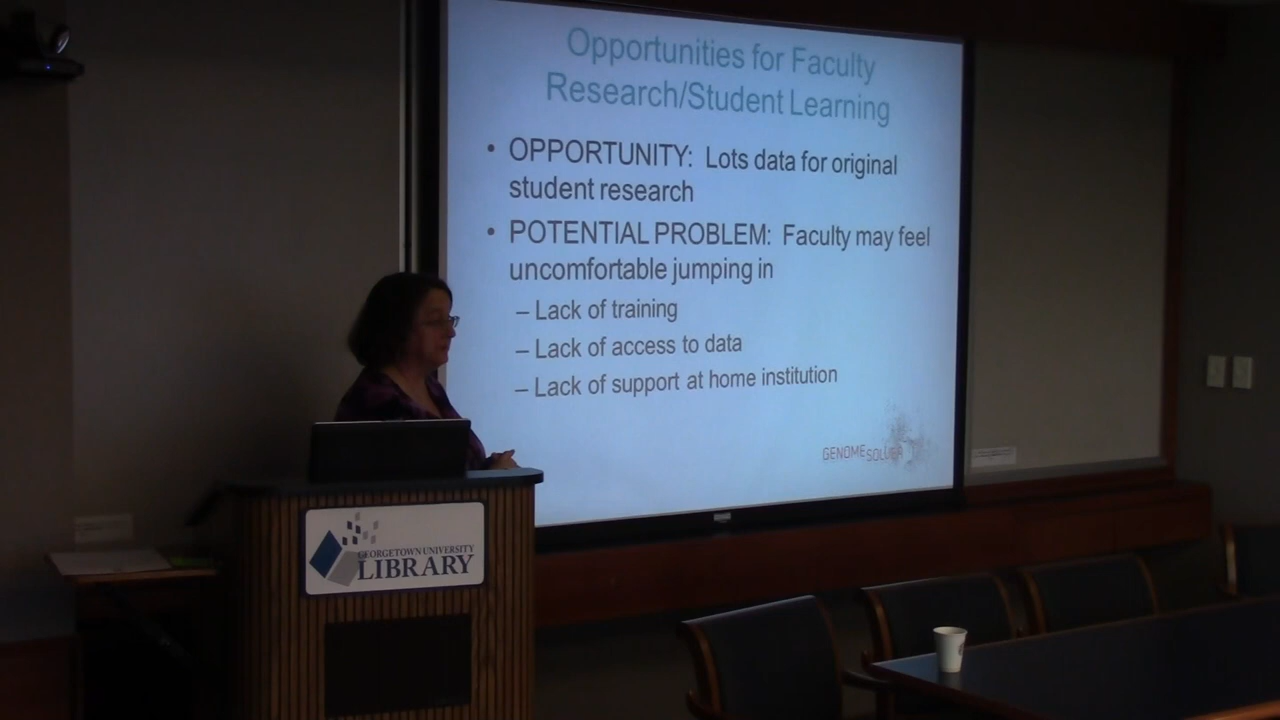 Opportunities for Faculty
Research/Student Learning
• OPPORTUNITY: Lots data for original
student research
• POTENTIAL PROBLEM: Faculty may feel
uncomfortable jumping in
– Lack of training
– Lack of access to data
– Lack of support at home institution
GENOME SOLVER
GEORGETOWN UNIVERSITY
LIBRARY